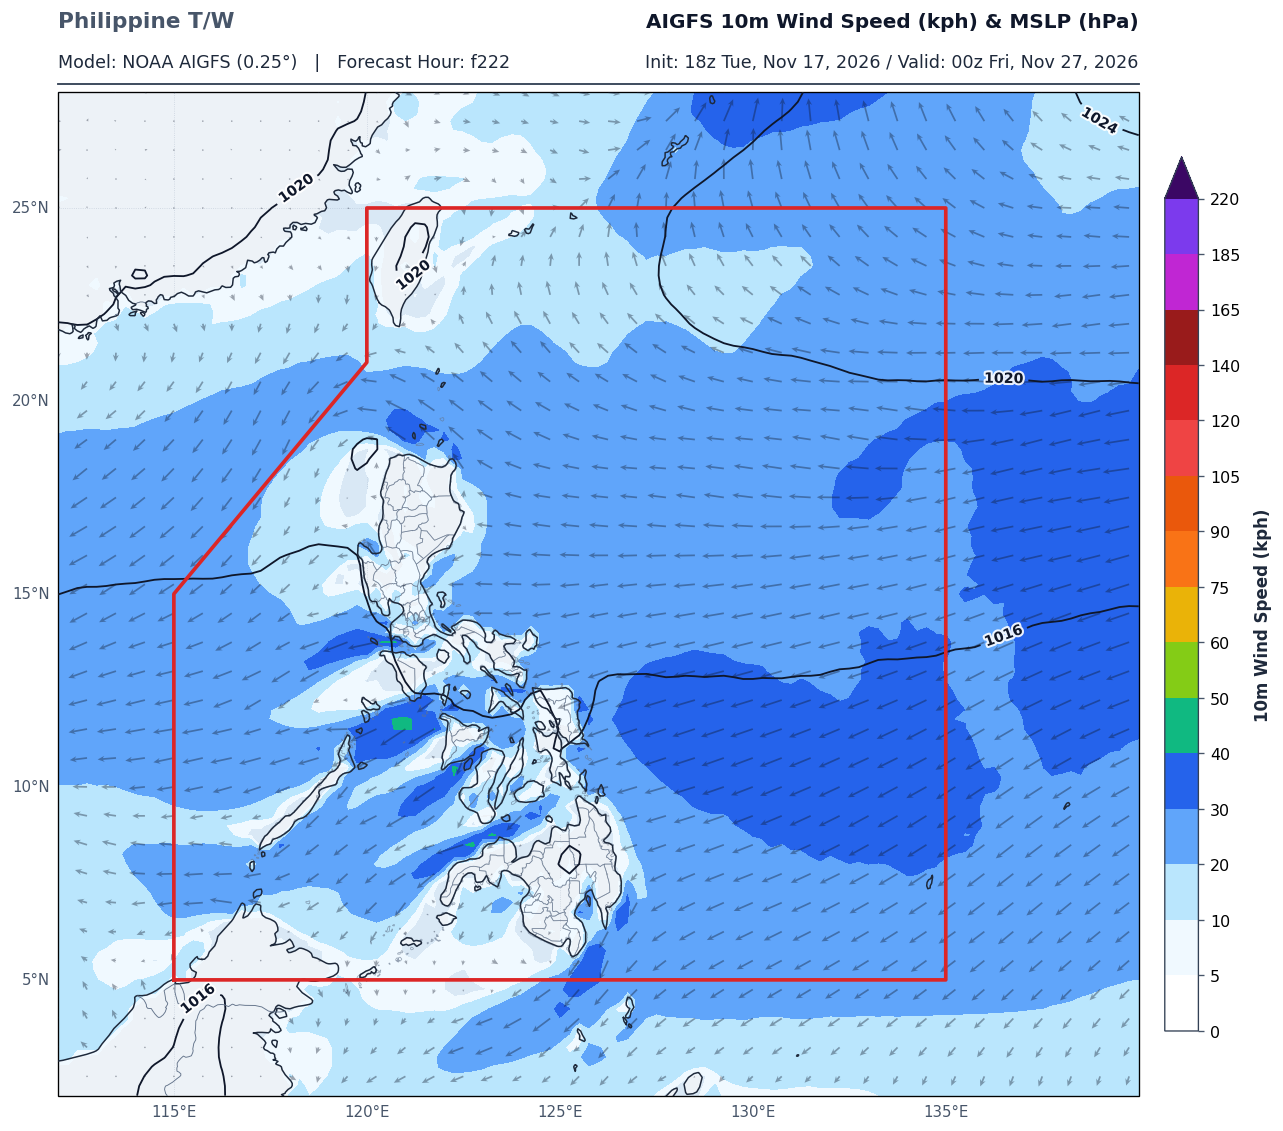 Philippine T/W
AIGFS 10m Wind Speed (kph) & MSLP (hPa)
Model: NOAA AIGFS (0.25°) | Forecast Hour: f222
Init: 18z Tue, Nov 17, 2026 / Valid: 00z Fri, Nov 27, 2026
1024
1020
1020
1020
1016
1016
25°N
20°N
15°N
10°N
5°N
115°E
120°E
125°E
130°E
135°E
220
185
165
140
120
105
90
75
60
50
40
30
20
10
5
0
10m Wind Speed (kph)